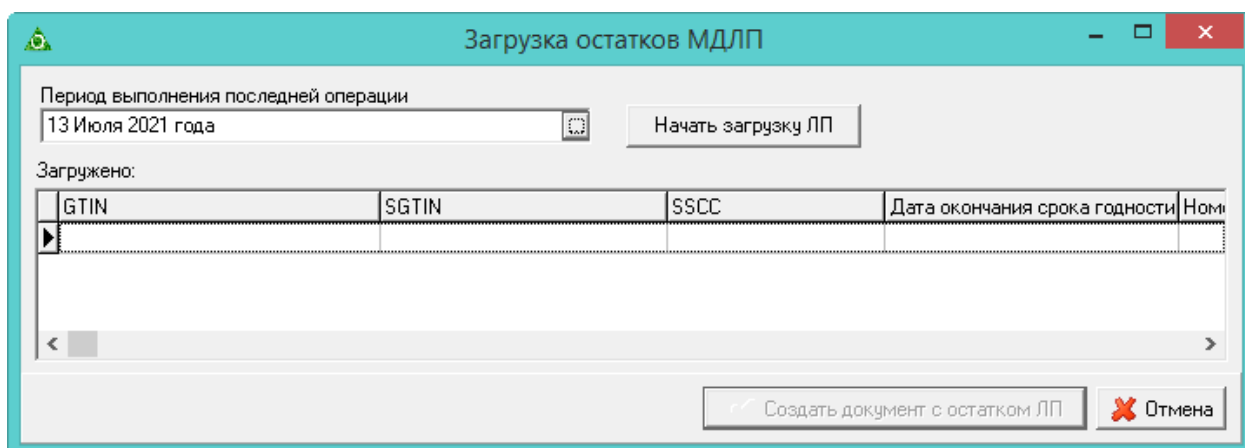 Загрузка остатков МДЛП
Период выполнения последней операции
13 Июля 2021 года
Начать загрузку ЛП
Загружено:
GTIN SGTIN SSCC Дата окончания срока годности
Создать документ с остатком ЛП Отмена